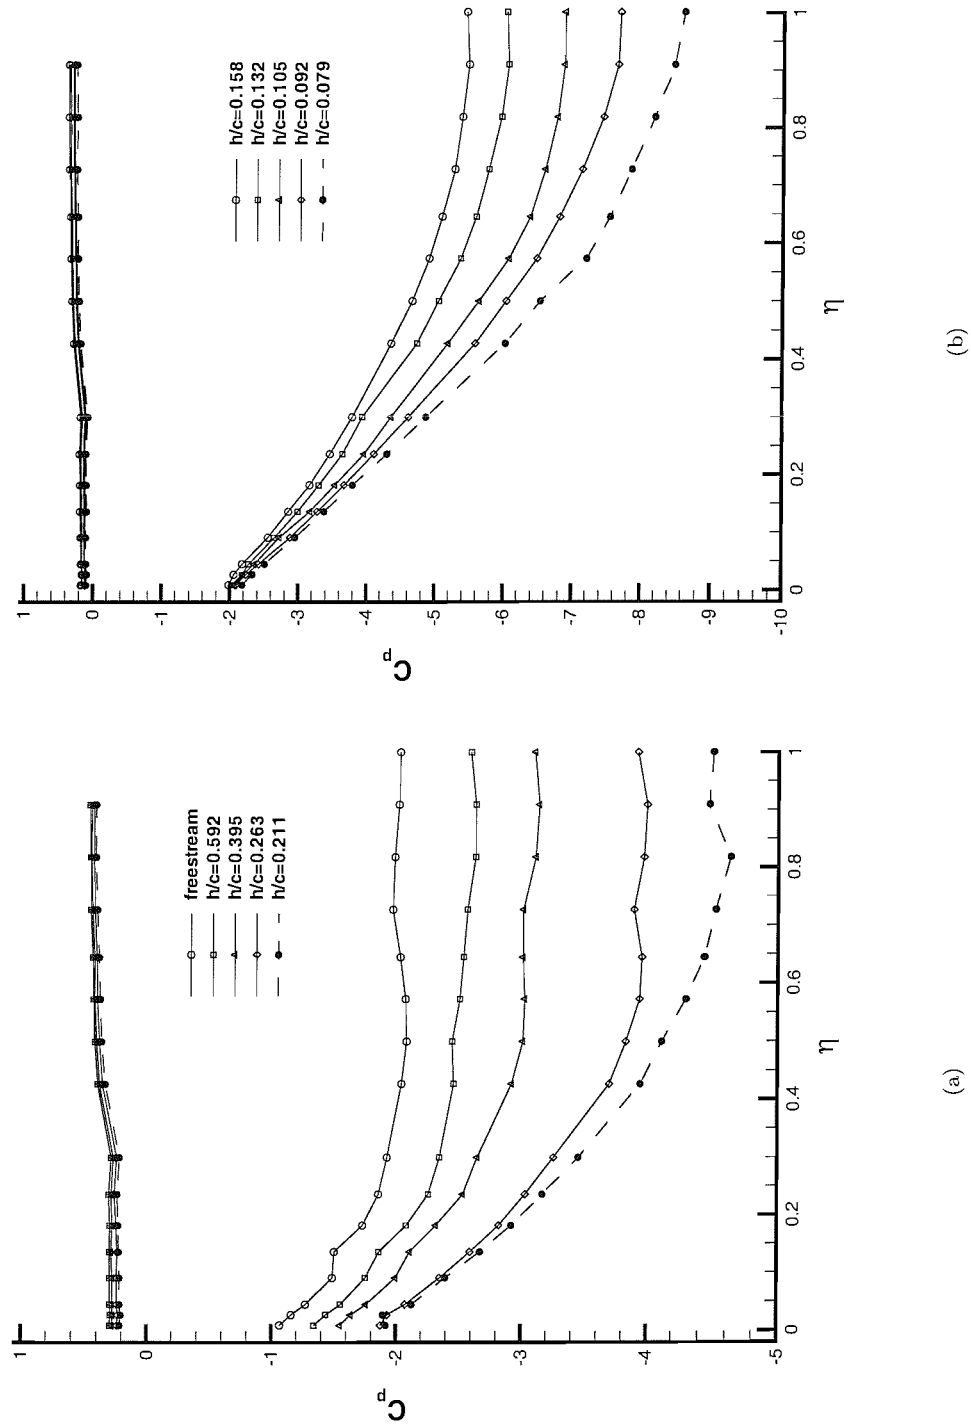 1
0
-1
-2
-3
-4
-5
Cp
0
0.2
0.4
0.6
0.8
1
η
freestream
h/c=0.592
h/c=0.395
h/c=0.263
h/c=0.211
(a)
1
0
-1
-2
-3
-4
-5
-6
-7
-8
-9
-10
Cp
0
0.2
0.4
0.6
0.8
1
η
h/c=0.158
h/c=0.132
h/c=0.105
h/c=0.092
h/c=0.079
(b)